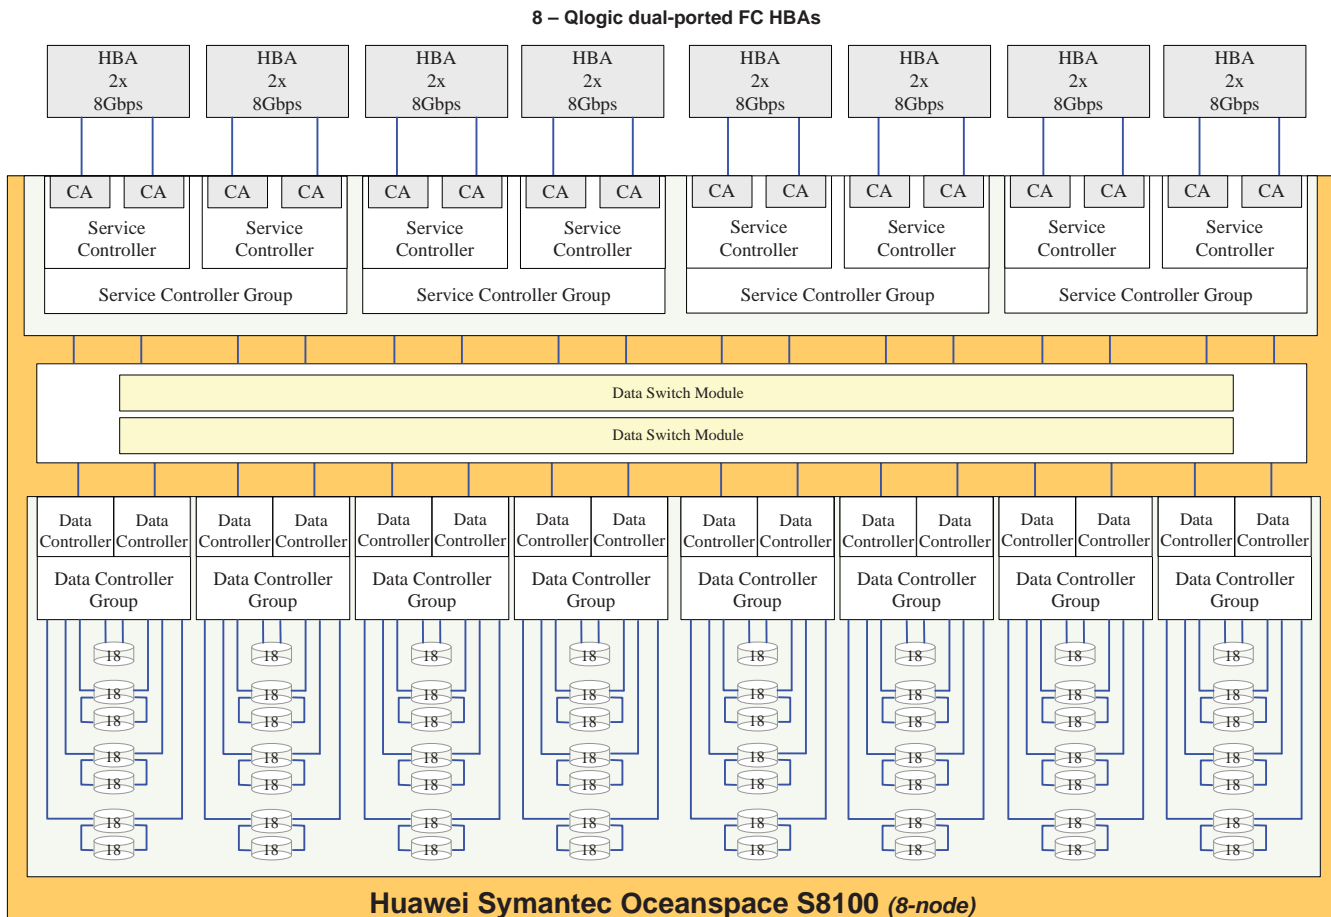 8 – Qlogic dual-ported FC HBAs
HBA HBA HBA HBA HBA HBA HBA HBA
2x 2x 2x 2x 2x 2x 2x 2x
8Gbps 8Gbps 8Gbps 8Gbps 8Gbps 8Gbps 8Gbps 8Gbps
CA CA CA CA CA CA CA CA CA CA CA CA CA CA CA CA
Service Service Service Service Service Service Service Service
Controller Controller Controller Controller Controller Controller Controller Controller
Service Controller Group Service Controller Group Service Controller Group Service Controller Group
Data Switch Module
Data Switch Module
Data Data Data Data Data Data Data Data Data Data Data Data Data Data Data Data
Controller Controller Controller Controller Controller Controller Controller Controller Controller Controller Controller Controller Controller Controller Controller Controller
Data Controller Data Controller Data Controller Data Controller Data Controller Data Controller Data Controller Data Controller
Group Group Group Group Group Group Group Group
18 18 18 18 18 18 18 18
18 18 18 18 18 18 18 18
18 18 18 18 18 18 18 18
18 18 18 18 18 18 18 18
18 18 18 18 18 18 18 18
18 18 18 18 18 18 18 18
18 18 18 18 18 18 18 18
Huawei Symantec Oceanspace S8100 (8-node)